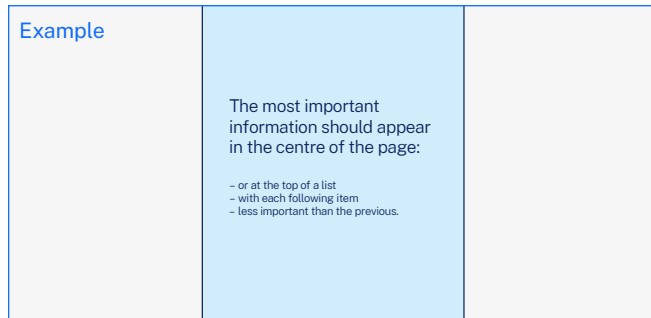 Example
The most important
information should appear
in the centre of the page:
– or at the top of a list
– with each following item
– less important than the previous.